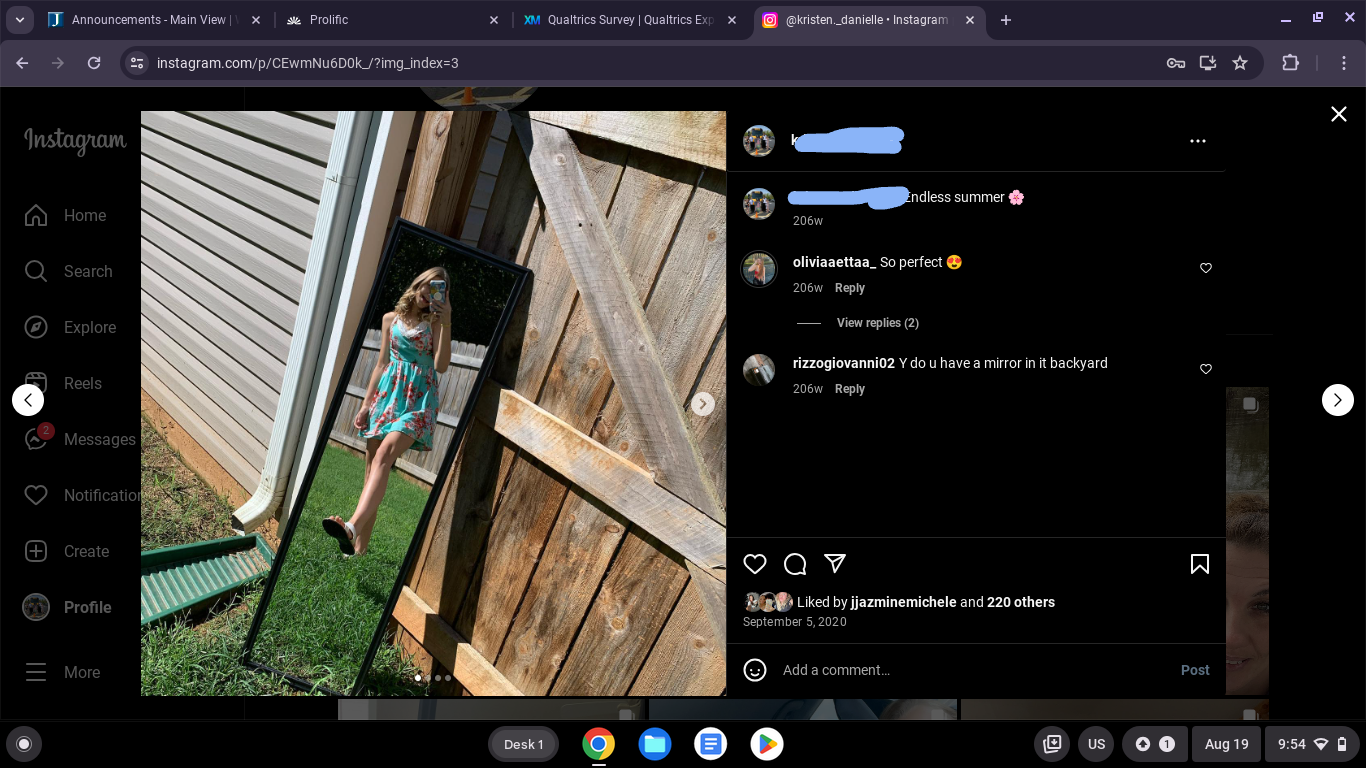 Announcements - Main View |
Prolific
XM Qualtrics Survey | Qualtrics Exp
@kristen._danielle • Instagram
instagram.com/p/CEwmNu6D0k_/?img_index=3
Instagram
Home
Search
Explore
Reels
2
Messages
Notification
Create
Profile
More
k
Endless summer 🌸
206w
oliviaaettaa_ So perfect 😍
206w Reply
View replies (2)
rizzogiovanni02 Y do u have a mirror in it backyard
206w Reply
Liked by jjazminemichele and 220 others
September 5, 2020
Add a comment…
Post
Desk 1
US
1
Aug 19
9:54